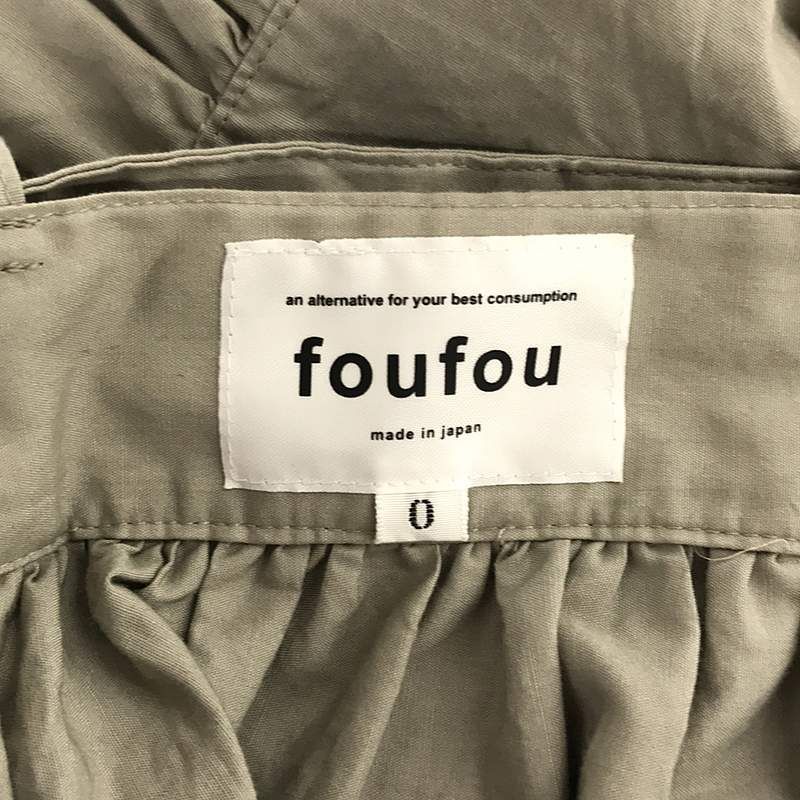 an alternative for your best consumption
foufou
made in japan
0